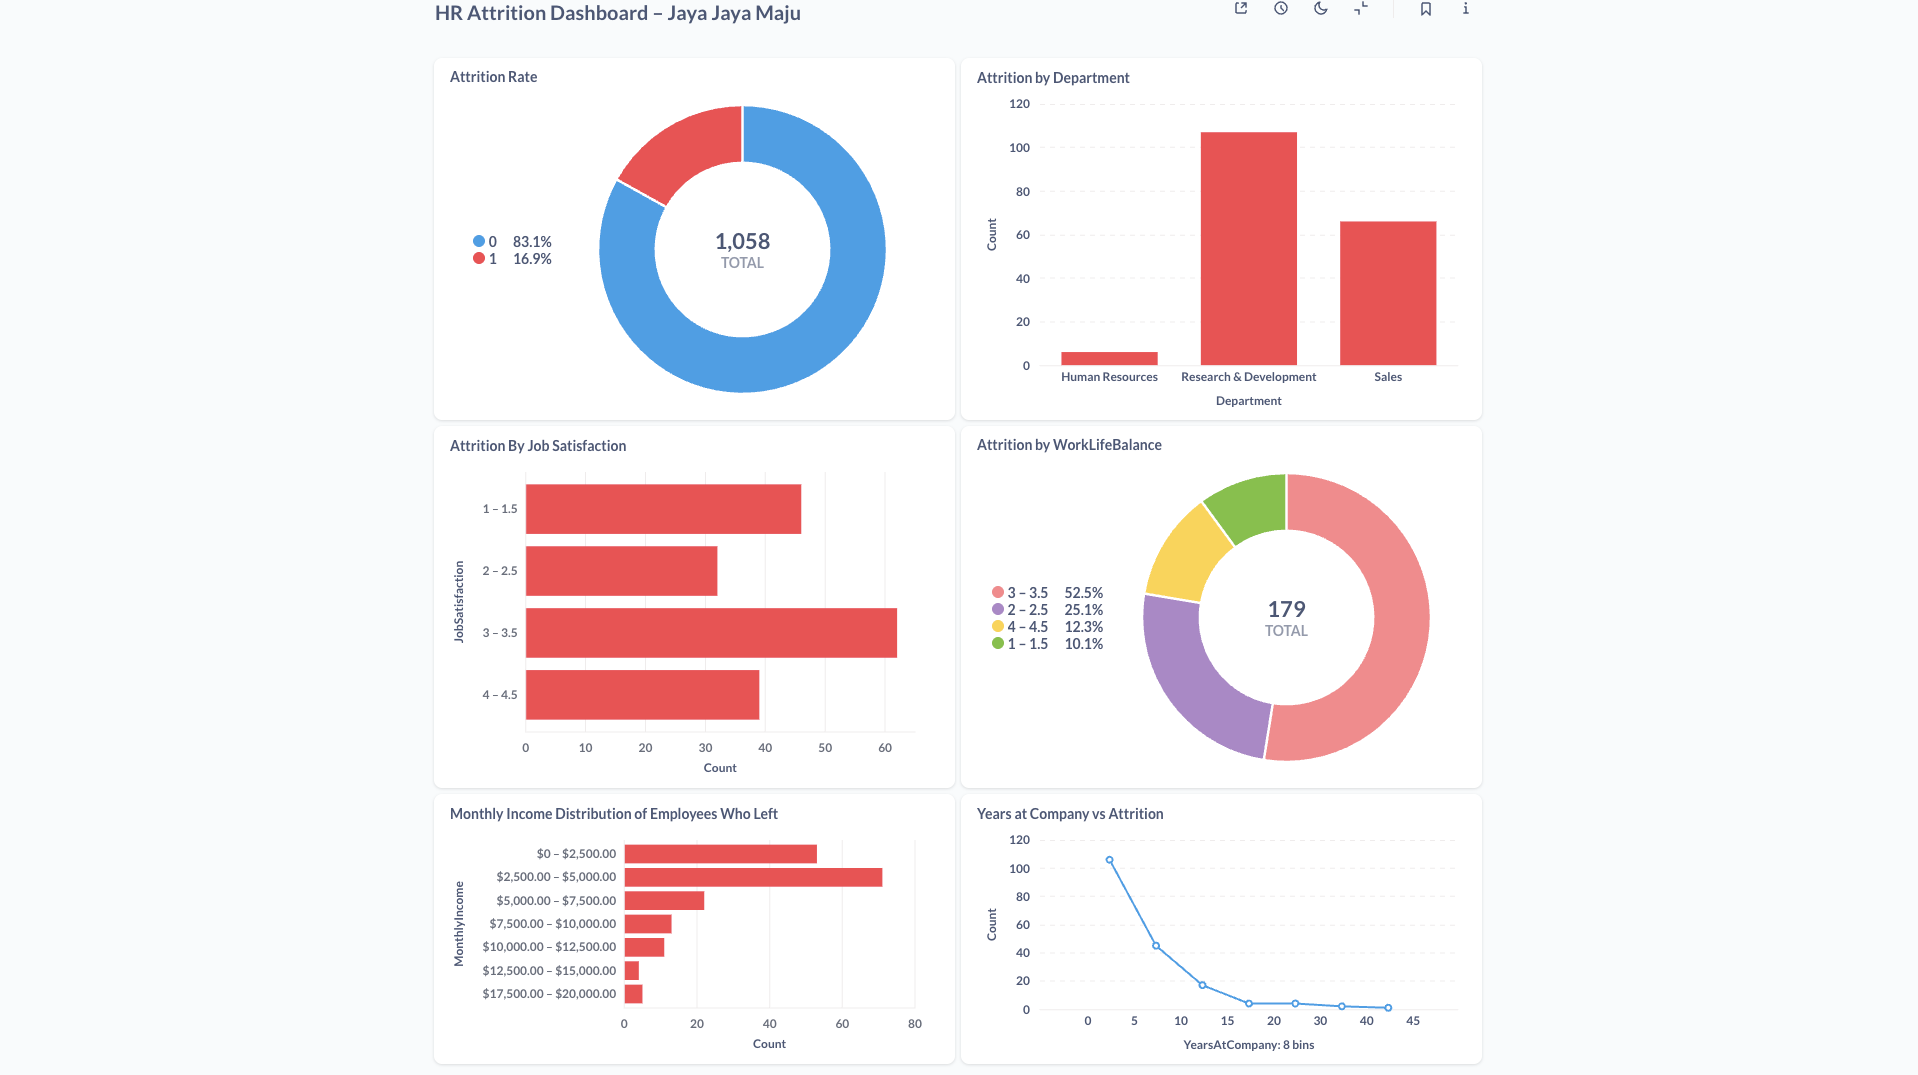 HR Attrition Dashboard – Jaya Jaya Maju
Attrition Rate
0 83.1%
1 16.9%
1,058
TOTAL
Attrition by Department
120
100
80
60
40
20
0
Count
Human Resources
Research & Development
Sales
Department
Attrition By Job Satisfaction
JobSatisfaction
1 – 1.5
2 – 2.5
3 – 3.5
4 – 4.5
0 10 20 30 40 50 60
Count
Attrition by WorkLifeBalance
3 – 3.5 52.5%
2 – 2.5 25.1%
4 – 4.5 12.3%
1 – 1.5 10.1%
179
TOTAL
Monthly Income Distribution of Employees Who Left
MonthlyIncome
$0 – $2,500.00
$2,500.00 – $5,000.00
$5,000.00 – $7,500.00
$7,500.00 – $10,000.00
$10,000.00 – $12,500.00
$12,500.00 – $15,000.00
$17,500.00 – $20,000.00
0 20 40 60 80
Count
Years at Company vs Attrition
120
100
80
60
40
20
0
Count
0 5 10 15 20 30 40 45
YearsAtCompany: 8 bins